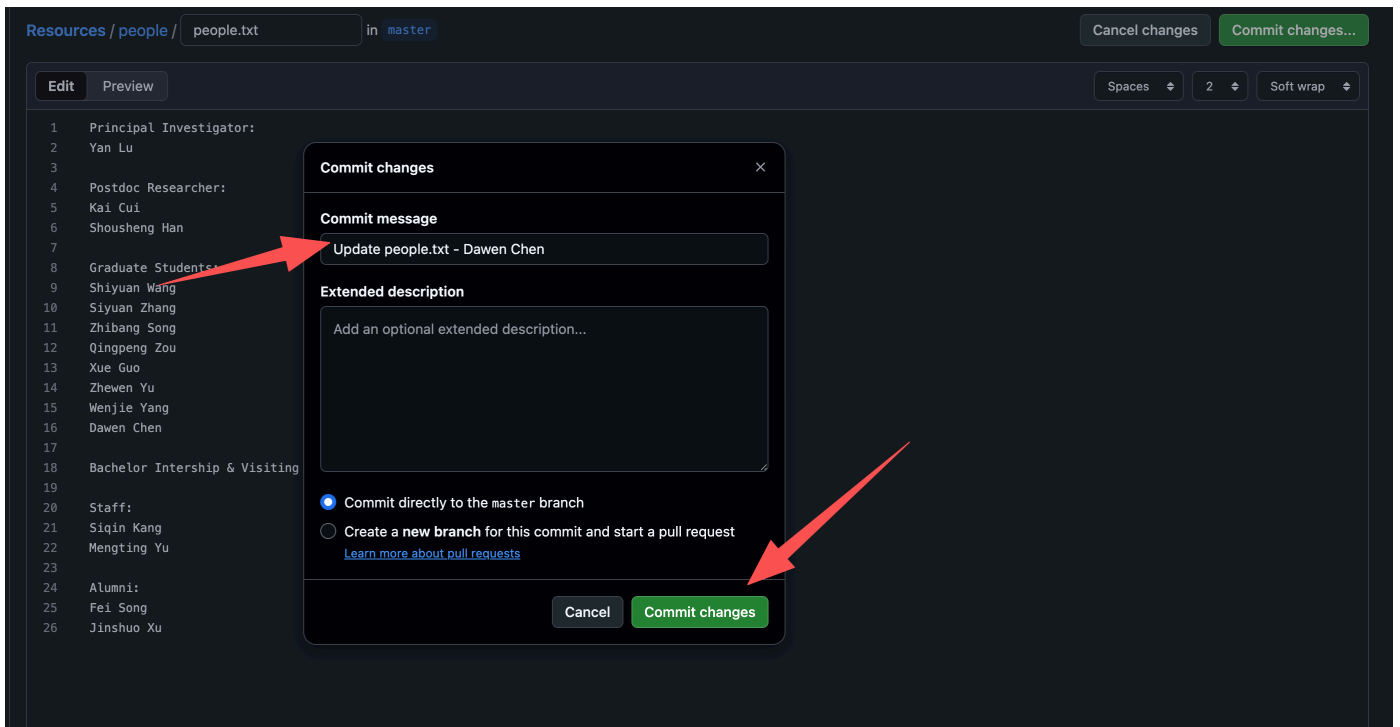 Resources / people / people.txt in master
Cancel changes
Commit changes...
Edit
Preview
Spaces
2
Soft wrap
1 Principal Investigator:
2 Yan Lu
3
4 Postdoc Researcher:
5 Kai Cui
6 Shousheng Han
7
8 Graduate Students:
9 Shiyuan Wang
10 Siyuan Zhang
11 Zhibang Song
12 Qingpeng Zou
13 Xue Guo
14 Zhewen Yu
15 Wenjie Yang
16 Dawen Chen
17
18 Bachelor Intership & Visiting
19
20 Staff:
21 Siqin Kang
22 Mengting Yu
23
24 Alumni:
25 Fei Song
26 Jinshuo Xu
Commit changes
Commit message
Update people.txt - Dawen Chen
Extended description
Add an optional extended description...
Commit directly to the master branch
Create a new branch for this commit and start a pull request
Learn more about pull requests
Cancel
Commit changes